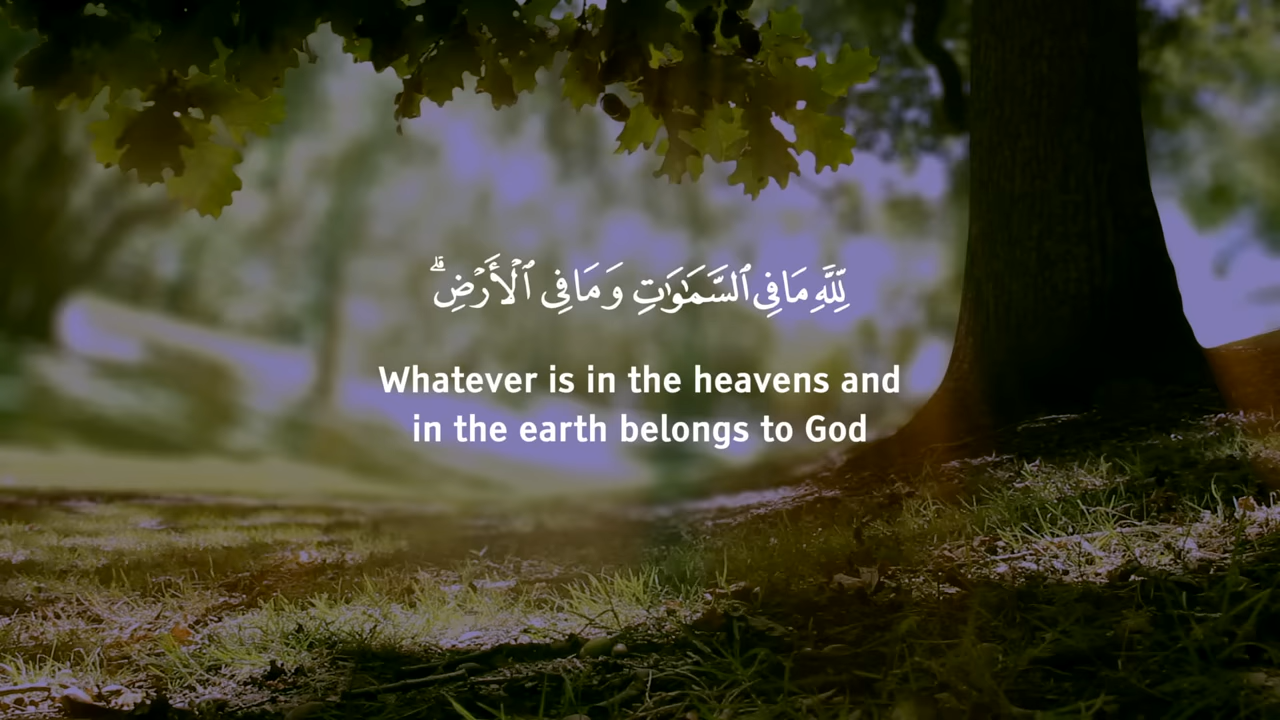 لِّلَّهِ مَا فِي ٱلسَّمَٰوَٰتِ وَمَا فِي ٱلْأَرْضِ ۗ
Whatever is in the heavens and
in the earth belongs to God